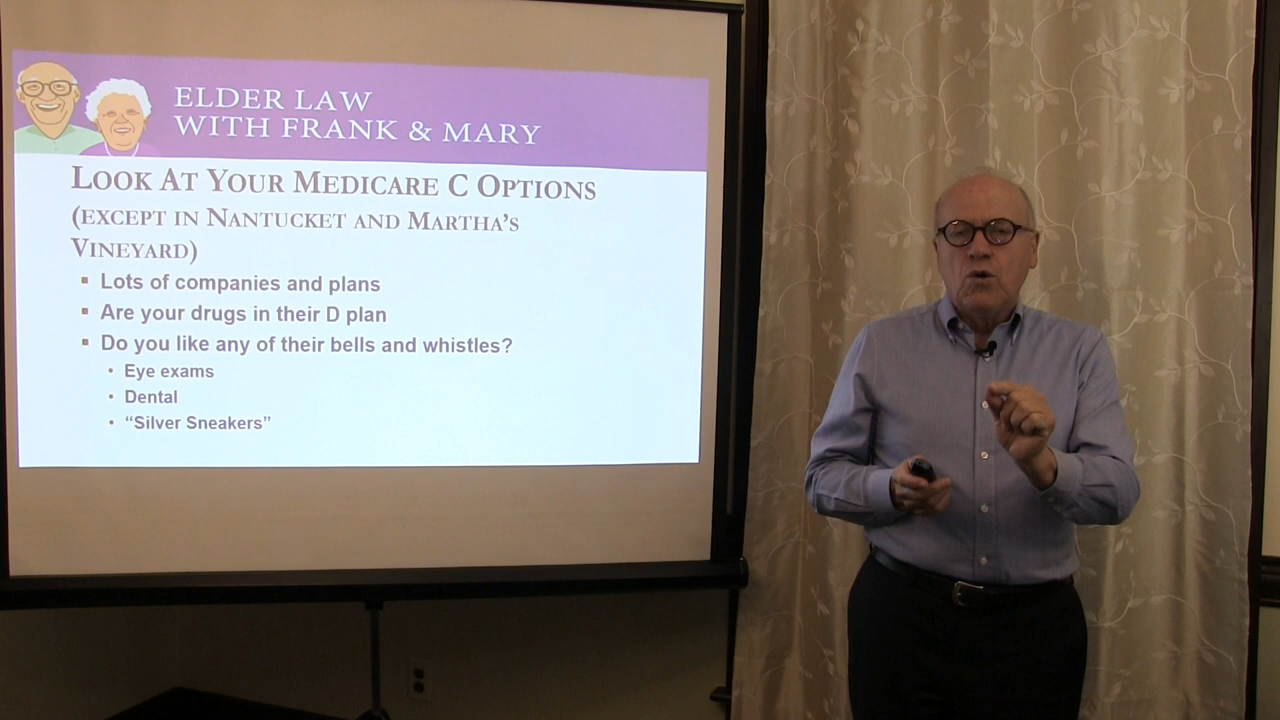 ELDER LAW
WITH FRANK & MARY
LOOK AT YOUR MEDICARE C OPTIONS
(EXCEPT IN NANTUCKET AND MARTHA'S
VINEYARD)
▪ Lots of companies and plans
▪ Are your drugs in their D plan
▪ Do you like any of their bells and whistles?
• Eye exams
• Dental
• “Silver Sneakers”